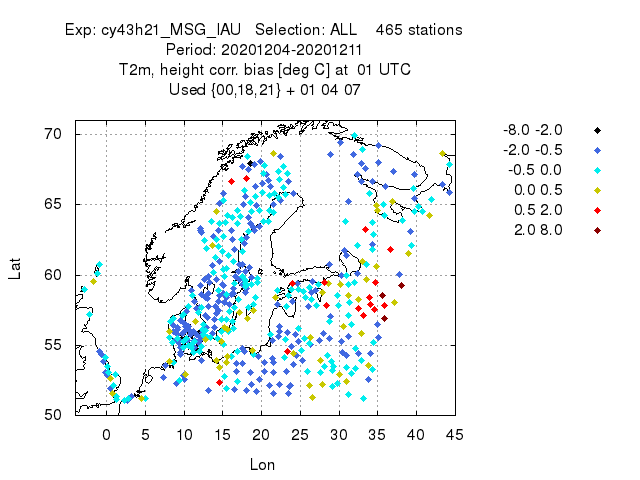 Exp: cy43h21_MSG_IAU Selection: ALL 465 stations
Period: 20201204-20201211
T2m, height corr. bias [deg C] at 01 UTC
Used {00,18,21} + 01 04 07
70
65
60
55
50
Lat
0 5 10 15 20 25 30 35 40 45
Lon
-8.0 -2.0
-2.0 -0.5
-0.5 0.0
0.0 0.5
0.5 2.0
2.0 8.0